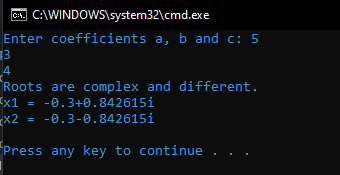 C:\WINDOWS\system32\cmd.exe
Enter coefficients a, b and c: 5
3
4
Roots are complex and different.
x1 = -0.3+0.842615i
x2 = -0.3-0.842615i
Press any key to continue . . .